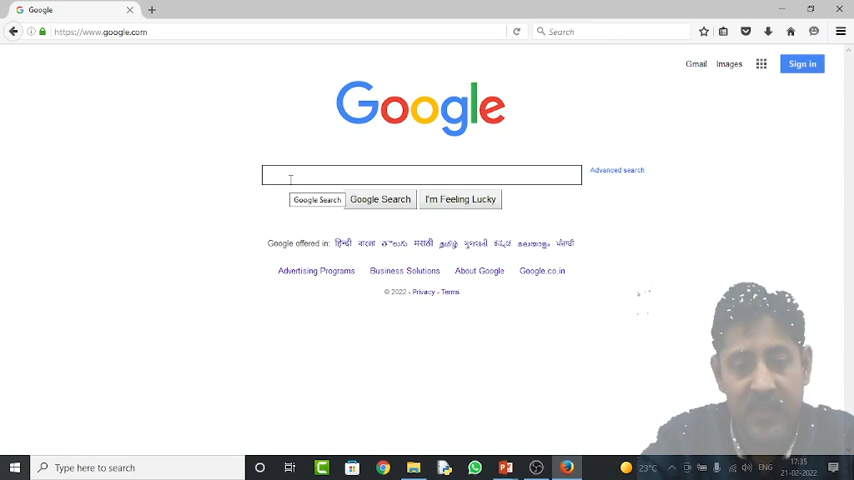 Google
https://www.google.com
Search
Gmail Images Sign in
Google
Advanced search
Google Search Google Search I'm Feeling Lucky
Google offered in: हिन्दी বাংলা తెలుగు मराठी தமிழ் ગુજરાતી ಕನ್ನಡ മലയാളം ਪੰਜਾਬੀ
Advertising Programs Business Solutions About Google Google.co.in
© 2022 - Privacy - Terms
Type here to search
23°C ENG 17:35
21-02-2022